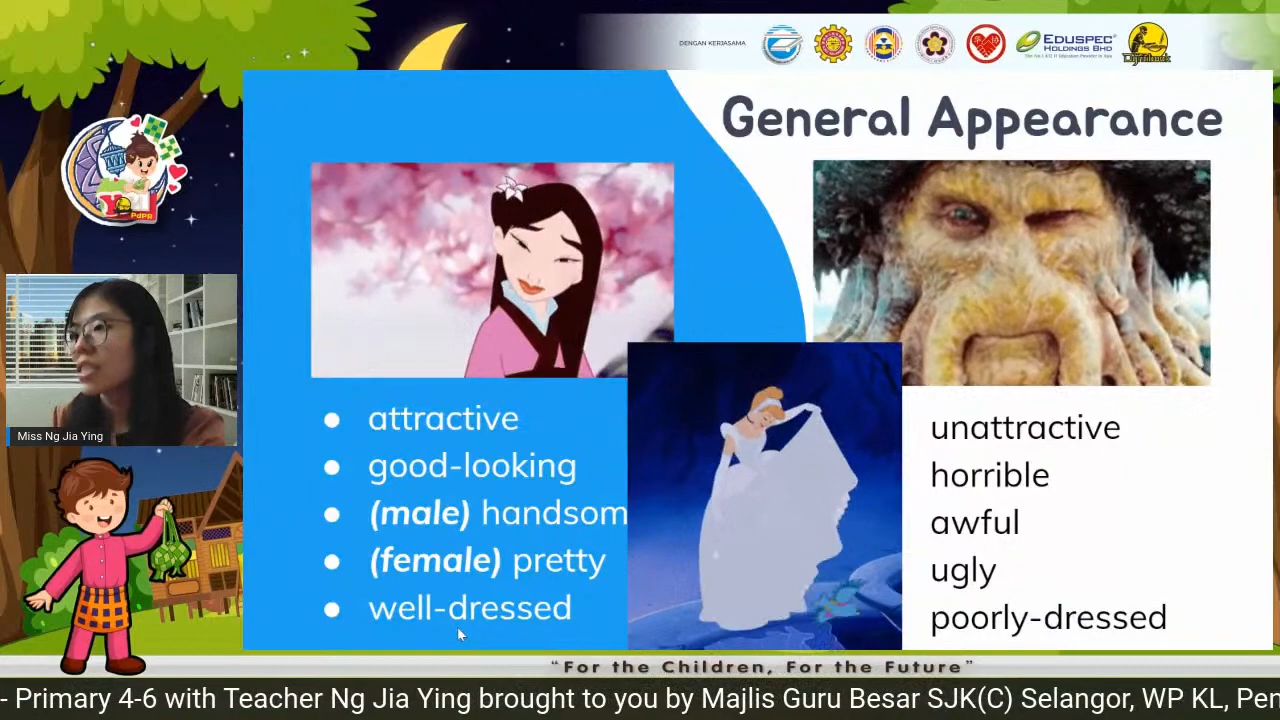 DENGAN KERJASAMA
EDUSPEC
HOLDINGS BHD
General Appearance
PdPR
Miss Ng Jia Ying
● attractive
● good-looking
● (male) handsom
● (female) pretty
● well-dressed
unattractive
horrible
awful
ugly
poorly-dressed
“For the Children, For the Future”
- Primary 4-6 with Teacher Ng Jia Ying brought to you by Majlis Guru Besar SJK(C) Selangor, WP KL, Pen